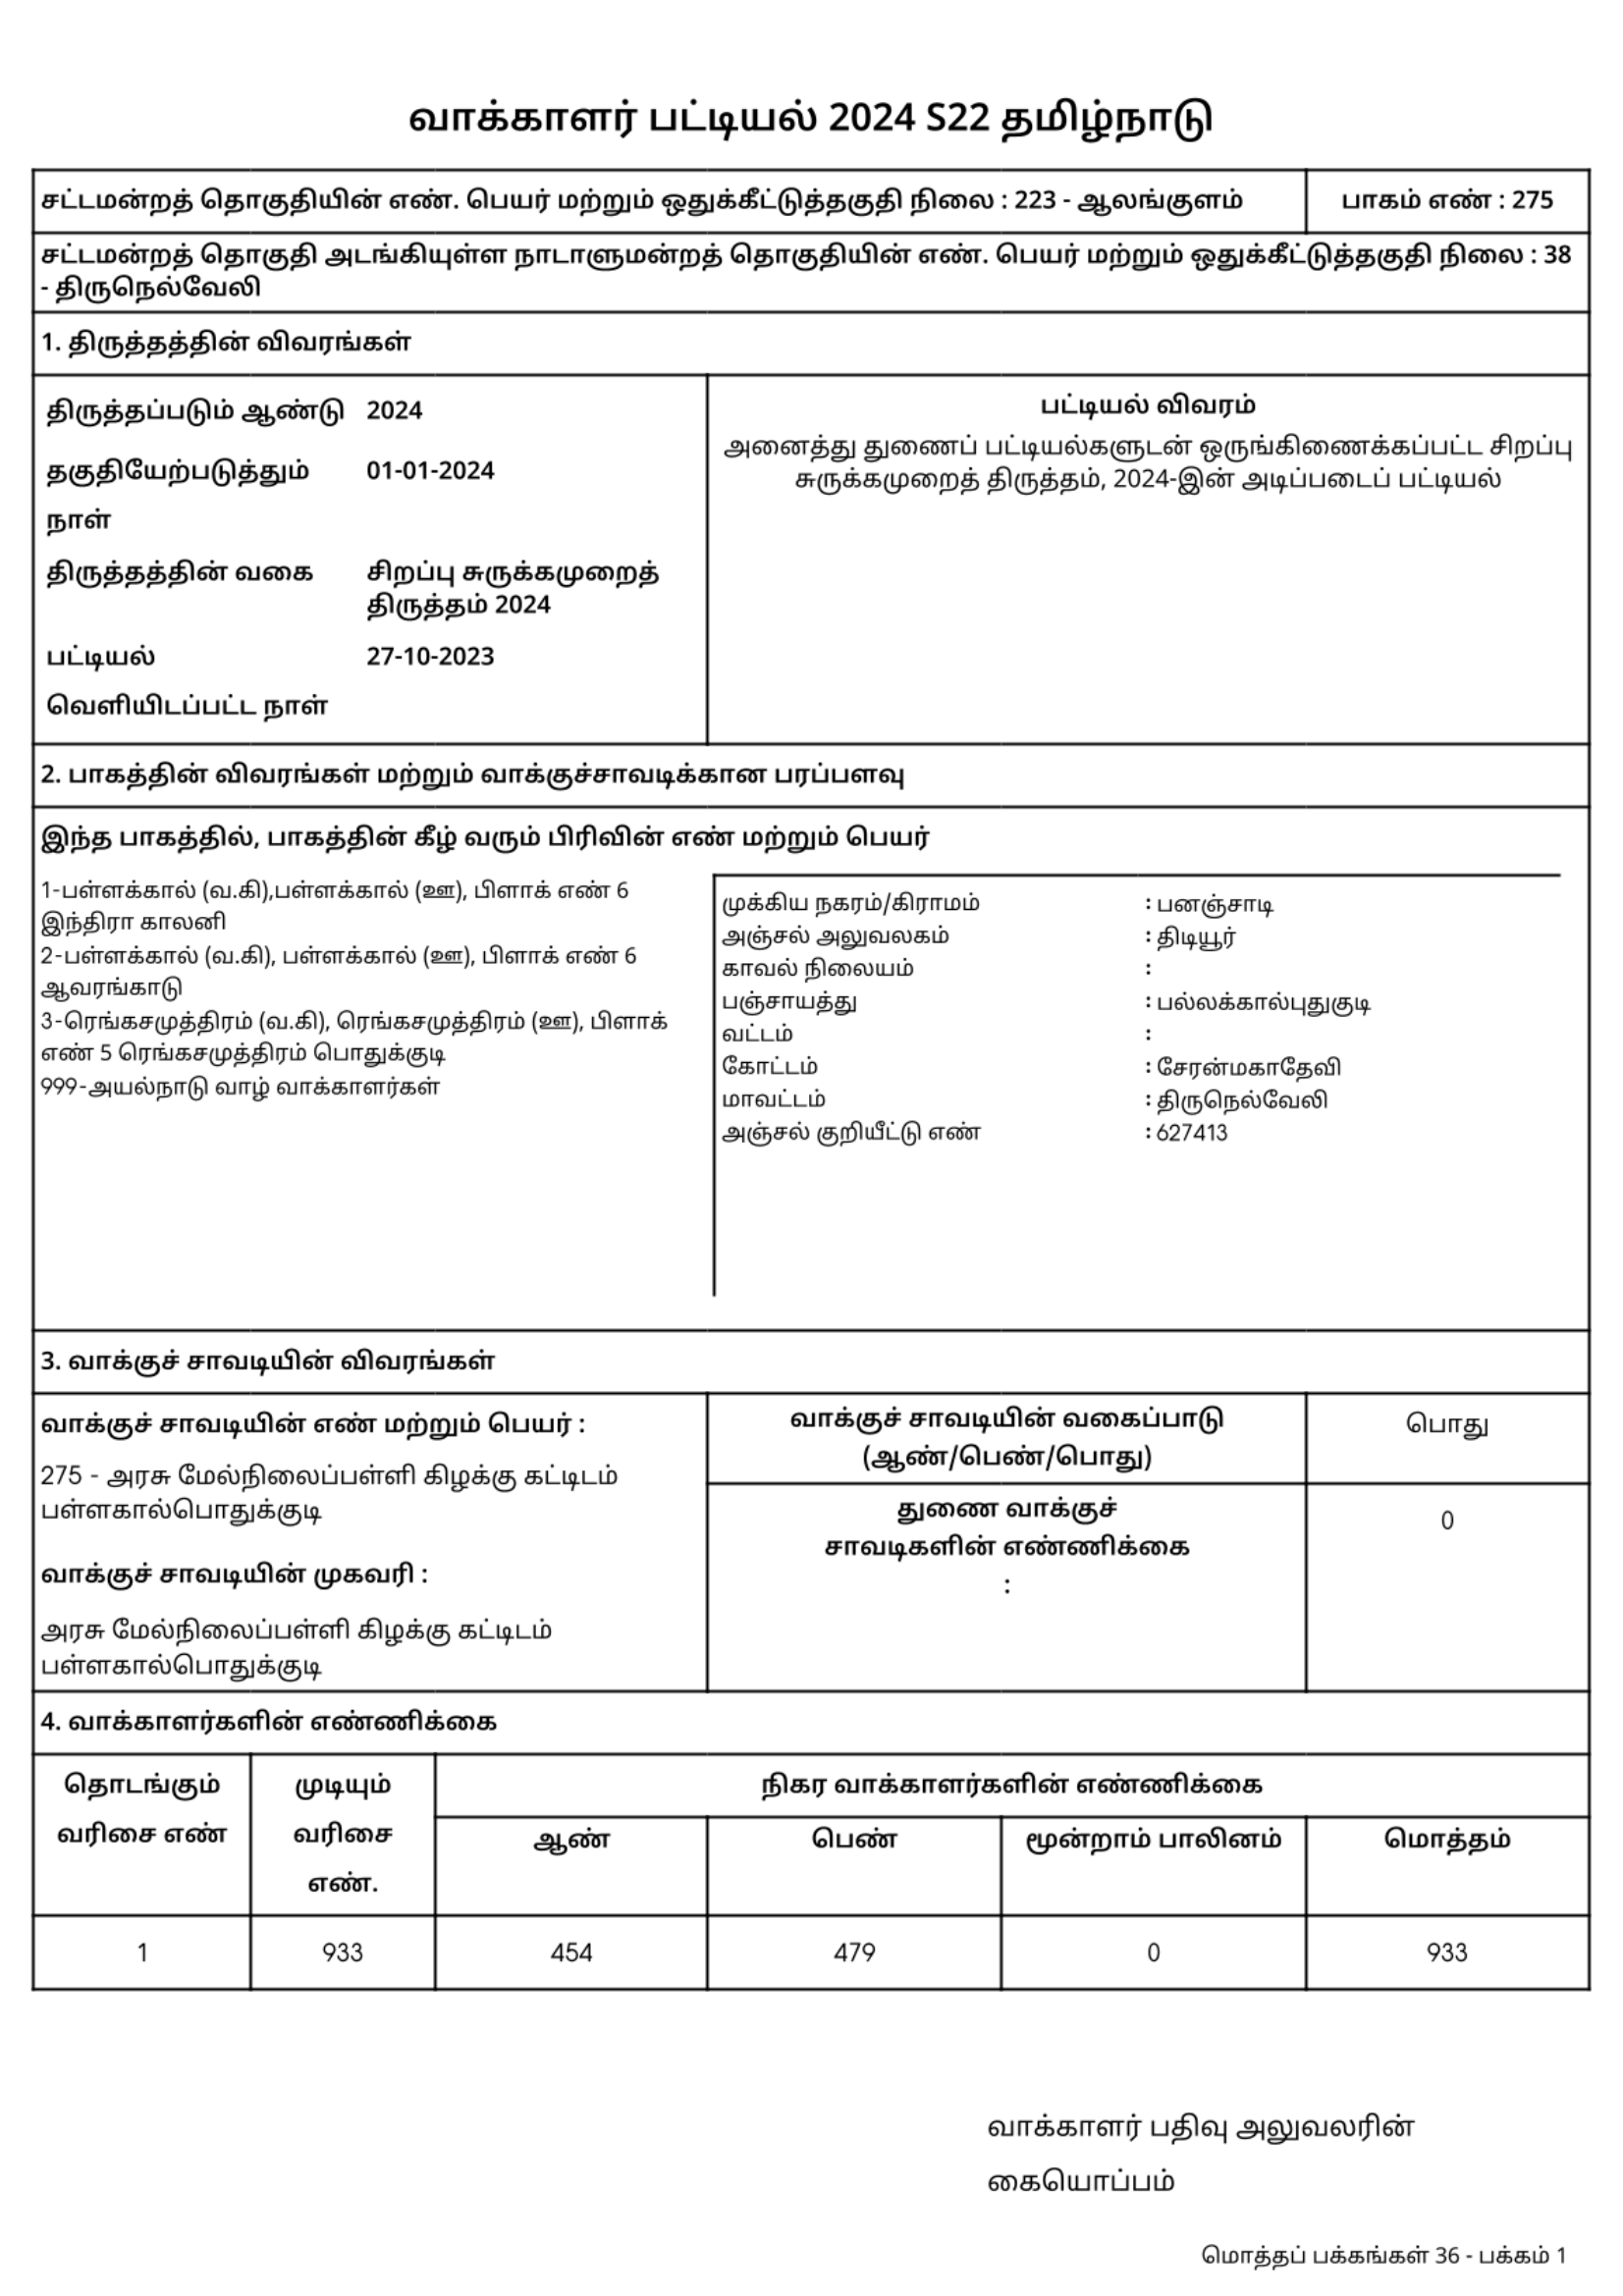 வாக்காளர் பட்டியல் 2024 S22 தமிழ்நாடு
சட்டமன்றத் தொகுதியின் எண். பெயர் மற்றும் ஒதுக்கீட்டுத்தகுதி நிலை : 223 - ஆலங்குளம்
பாகம் எண் : 275
சட்டமன்றத் தொகுதி அடங்கியுள்ள நாடாளுமன்றத் தொகுதியின் எண். பெயர் மற்றும் ஒதுக்கீட்டுத்தகுதி நிலை : 38
- திருநெல்வேலி
1. திருத்தத்தின் விவரங்கள்
திருத்தப்படும் ஆண்டு 2024
தகுதியேற்படுத்தும் 01-01-2024
நாள்
திருத்தத்தின் வகை சிறப்பு சுருக்கமுறைத்
திருத்தம் 2024
பட்டியல் 27-10-2023
வெளியிடப்பட்ட நாள்
பட்டியல் விவரம்
அனைத்து துணைப் பட்டியல்களுடன் ஒருங்கிணைக்கப்பட்ட சிறப்பு
சுருக்கமுறைத் திருத்தம், 2024-இன் அடிப்படைப் பட்டியல்
2. பாகத்தின் விவரங்கள் மற்றும் வாக்குச்சாவடிக்கான பரப்பளவு
இந்த பாகத்தில், பாகத்தின் கீழ் வரும் பிரிவின் எண் மற்றும் பெயர்
1-பள்ளக்கால் (வ.கி),பள்ளக்கால் (ஊ), பிளாக் எண் 6
இந்திரா காலனி
2-பள்ளக்கால் (வ.கி), பள்ளக்கால் (ஊ), பிளாக் எண் 6
ஆவரங்காடு
3-ரெங்கசமுத்திரம் (வ.கி), ரெங்கசமுத்திரம் (ஊ), பிளாக்
எண் 5 ரெங்கசமுத்திரம் பொதுக்குடி
999-அயல்நாடு வாழ் வாக்காளர்கள்
முக்கிய நகரம்/கிராமம் : பனஞ்சாடி
அஞ்சல் அலுவலகம் : திடியூர்
காவல் நிலையம் :
பஞ்சாயத்து : பல்லக்கால்புதுகுடி
வட்டம் :
கோட்டம் : சேரன்மகாதேவி
மாவட்டம் : திருநெல்வேலி
அஞ்சல் குறியீட்டு எண் : 627413
3. வாக்குச் சாவடியின் விவரங்கள்
வாக்குச் சாவடியின் எண் மற்றும் பெயர் :
275 - அரசு மேல்நிலைப்பள்ளி கிழக்கு கட்டிடம்
பள்ளகால்பொதுக்குடி
வாக்குச் சாவடியின் முகவரி :
அரசு மேல்நிலைப்பள்ளி கிழக்கு கட்டிடம்
பள்ளகால்பொதுக்குடி
வாக்குச் சாவடியின் வகைப்பாடு
(ஆண்/பெண்/பொது)
பொது
துணை வாக்குச்
சாவடிகளின் எண்ணிக்கை
:
0
4. வாக்காளர்களின் எண்ணிக்கை
தொடங்கும்
வரிசை எண்
முடியும்
வரிசை
எண்.
நிகர வாக்காளர்களின் எண்ணிக்கை
ஆண் பெண் மூன்றாம் பாலினம் மொத்தம்
1 933 454 479 0 933
வாக்காளர் பதிவு அலுவலரின்
கையொப்பம்
மொத்தப் பக்கங்கள் 36 - பக்கம் 1